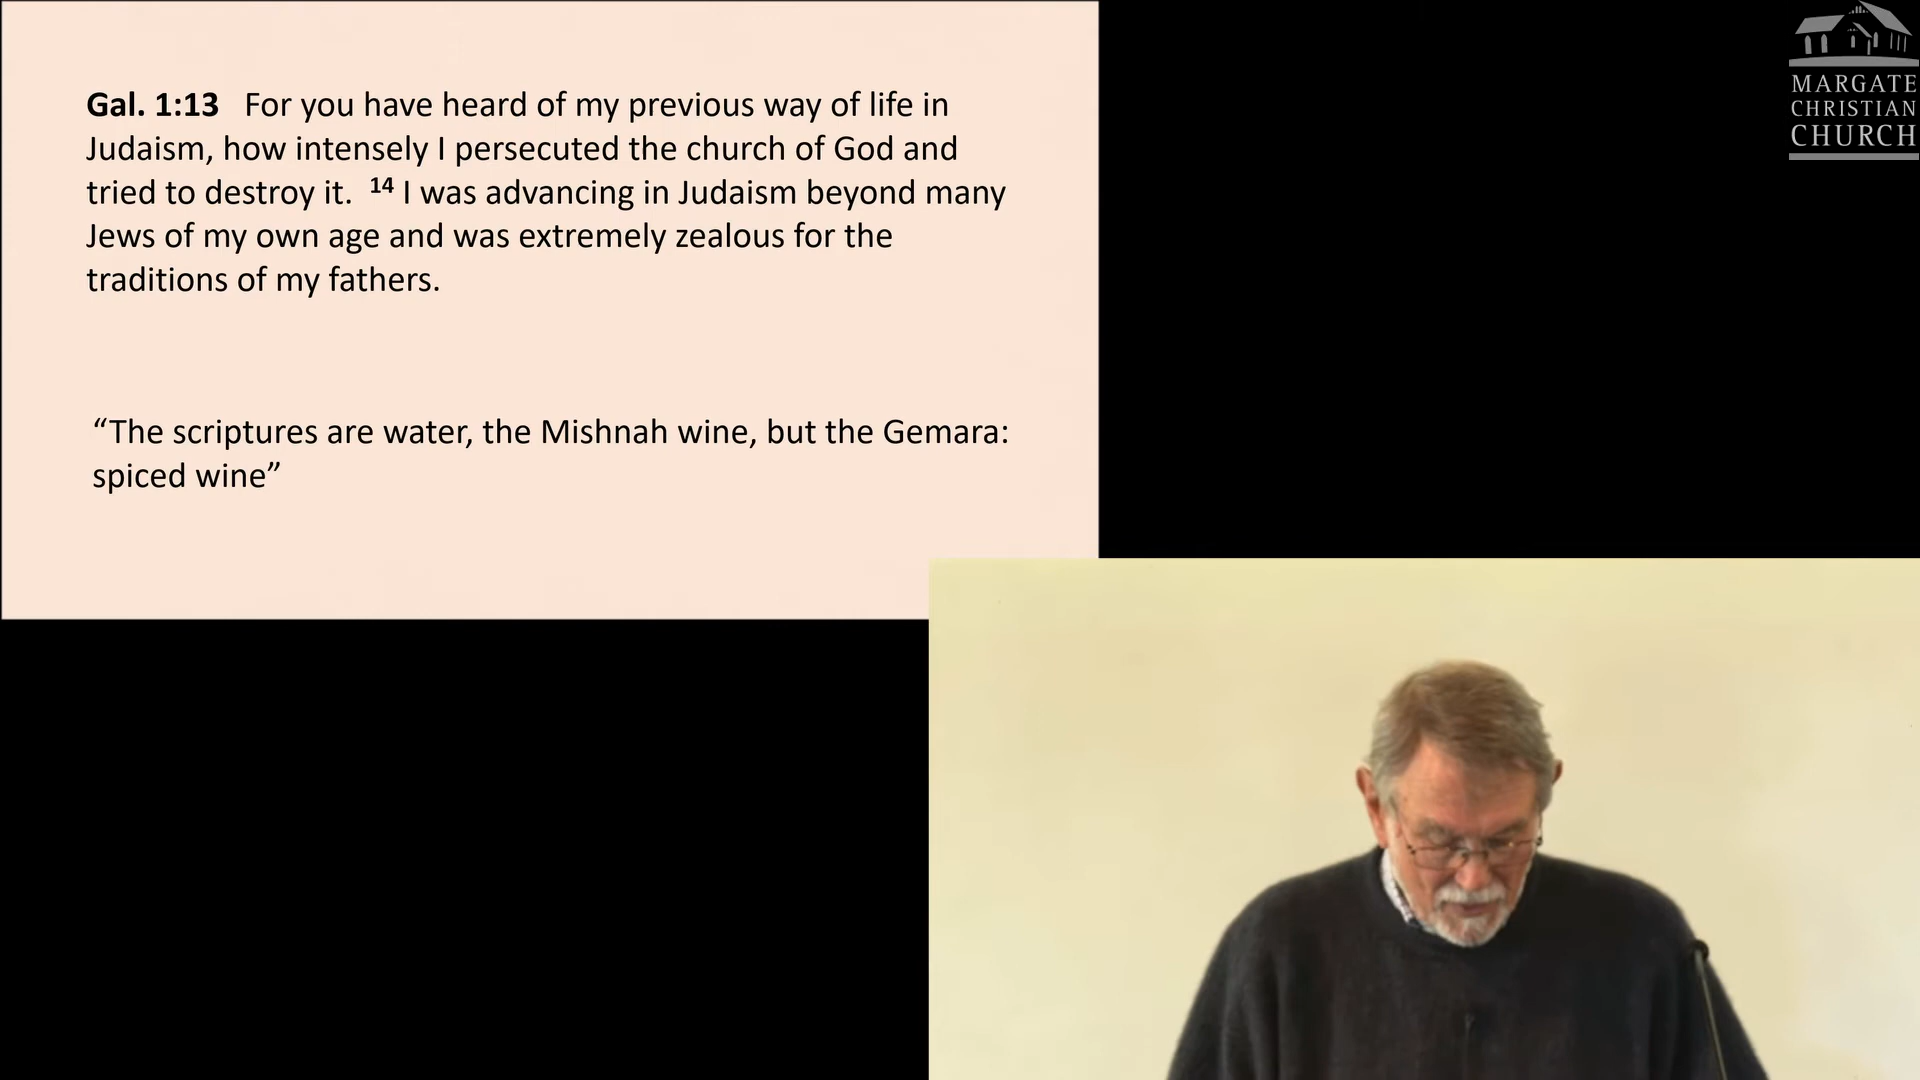 Gal. 1:13 For you have heard of my previous way of life in
Judaism, how intensely I persecuted the church of God and
tried to destroy it. 14 I was advancing in Judaism beyond many
Jews of my own age and was extremely zealous for the
traditions of my fathers.
“The scriptures are water, the Mishnah wine, but the Gemara:
spiced wine”
MARGATE
CHRISTIAN
CHURCH